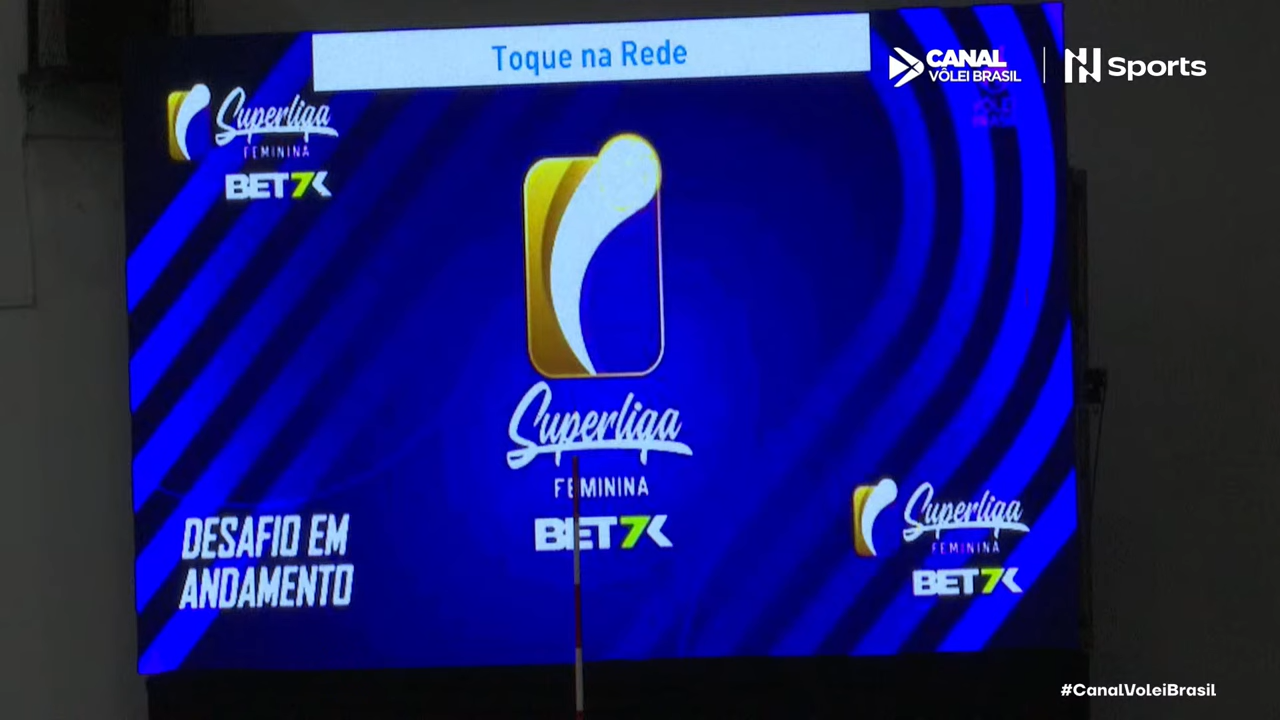 Toque na Rede
CANAL
VÔLEI BRASIL
N Sports
Superliga
FEMININA
BET7K
Superliga
FEMININA
BET7K
DESAFIO EM
ANDAMENTO
Superliga
FEMININA
BET7K
#CanalVoleiBrasil